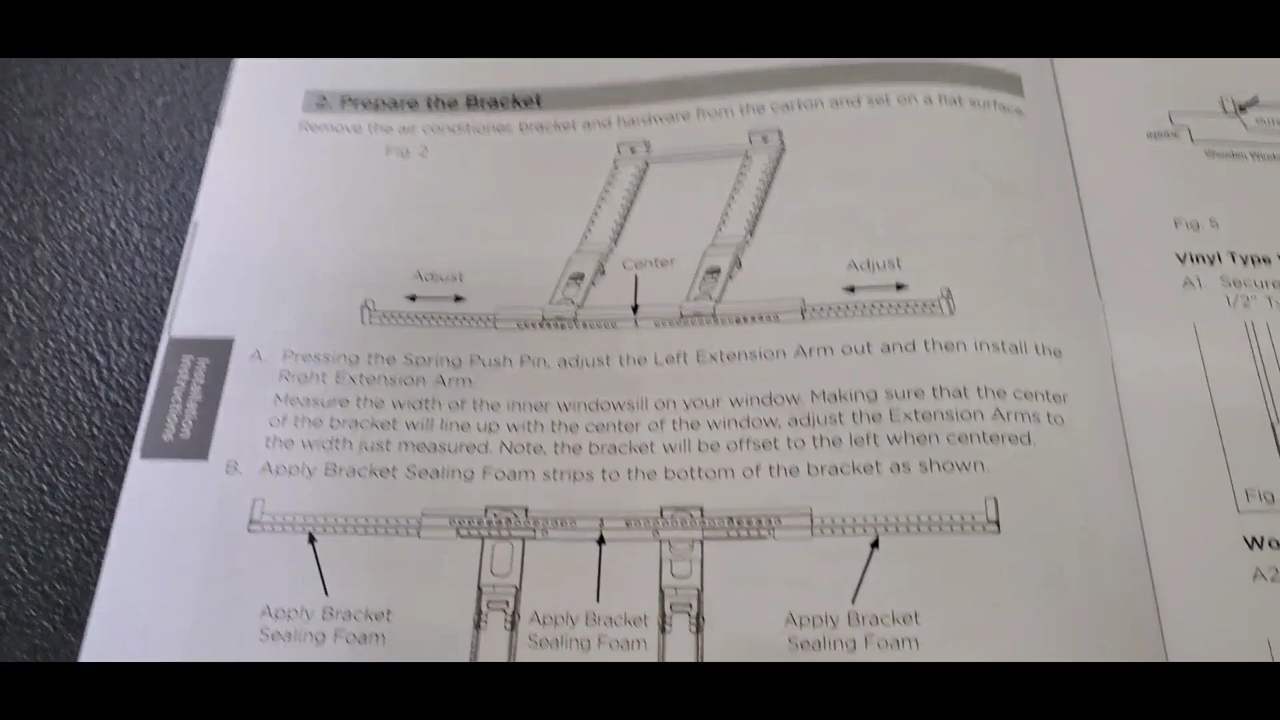 2. Prepare the Bracket
Remove the air conditioner, bracket and hardware from the carton and set on a flat surface
Fig. 2
Adjust
Center
Adjust
A. Pressing the Spring Push Pin, adjust the Left Extension Arm out and then install the
Right Extension Arm.
Measure the width of the inner windowsill on your window. Making sure that the center
of the bracket will line up with the center of the window, adjust the Extension Arms to
the width just measured. Note, the bracket will be offset to the left when centered.
B. Apply Bracket Sealing Foam strips to the bottom of the bracket as shown.
Apply Bracket
Sealing Foam
Apply Bracket
Sealing Foam
Apply Bracket
Sealing Foam
Installation
Instructions
Fig. 5
Vinyl Type
A1. Secure
1/2"
Fig
A2